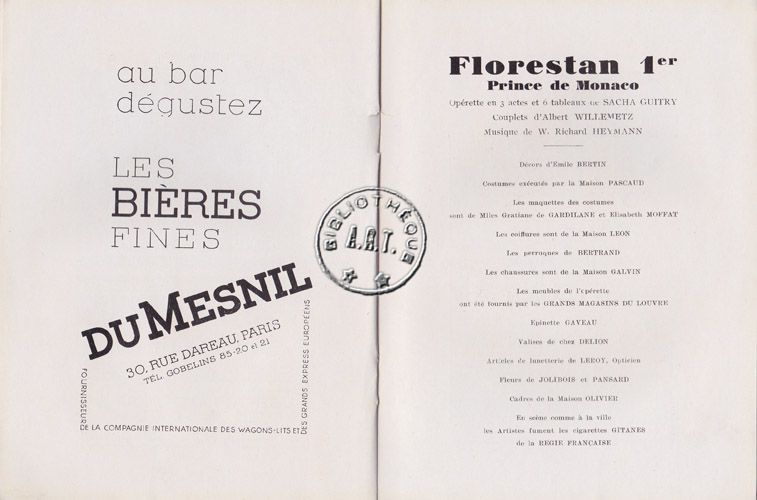 au bar
dégustez
LES
BIÈRES
FINES
DUMESNIL
30, RUE DAREAU, PARIS
TÉL. GOBELINS 85-20 et 21
FOURNISSEUR
DE LA COMPAGNIE INTERNATIONALE DES WAGONS-LITS ET
DES GRANDS EXPRESS EUROPÉENS
BIBLIOTHÈQUE
A.R.T.
Florestan 1er
Prince de Monaco
Opérette en 3 actes et 6 tableaux de SACHA GUITRY
Couplets d'Albert WILLEMETZ
Musique de W. Richard HEYMANN
Décors d'Emile BERTIN
Costumes exécutés par la Maison PASCAUD
Les maquettes des costumes
sont de Mlles Gratiane de GARDILANE et Elisabeth MOFFAT
Les coiffures sont de la Maison LEON
Les perruques de BERTRAND
Les chaussures sont de la Maison GALVIN
Les meubles de l'opérette
ont été fournis par les GRANDS MAGASINS DU LOUVRE
Epinette GAVEAU
Valises de chez DELION
Articles de lunetterie de LEROY, Opticien
Fleurs de JOLIBOIS et PANSARD
Cadres de la Maison OLIVIER
En scène comme à la ville
les Artistes fument les cigarettes GITANES
de la REGIE FRANÇAISE